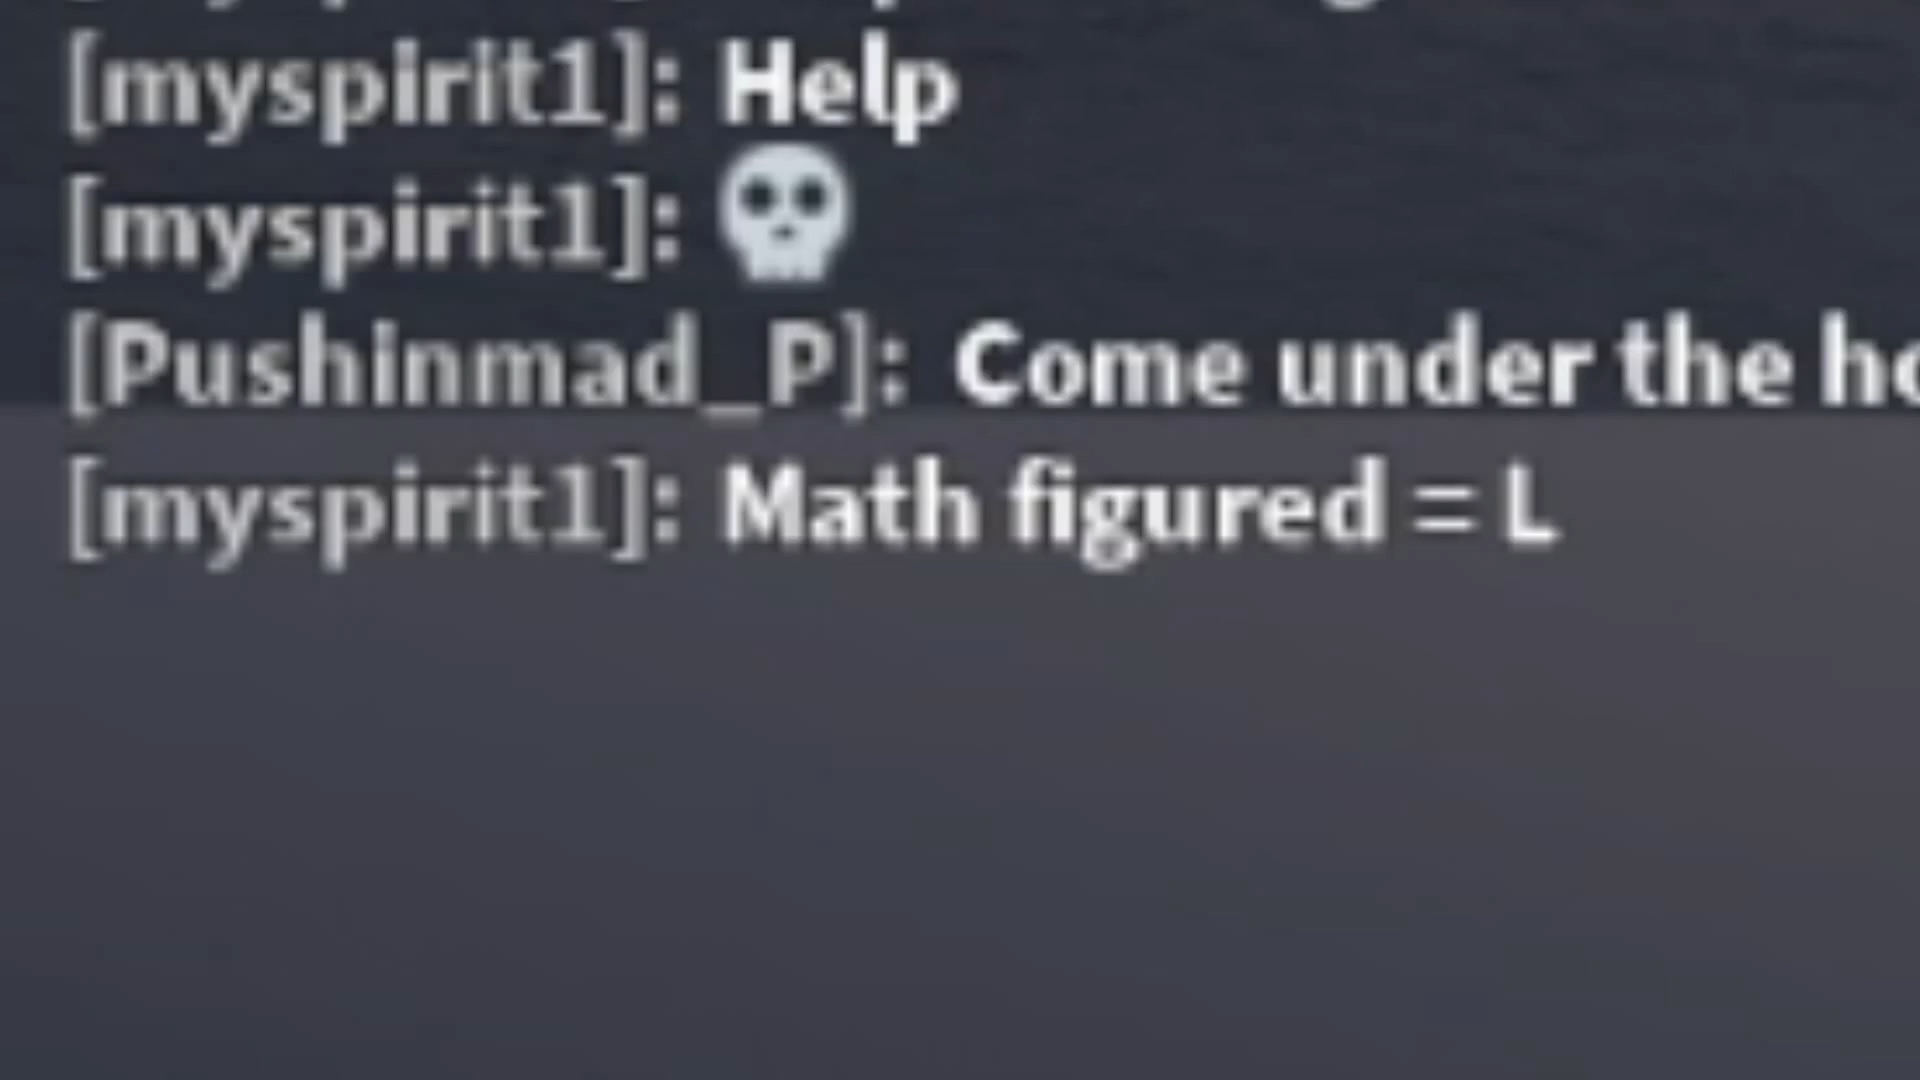 [myspirit1]: Help
[myspirit1]: 💀
[Pushinmad_P]: Come under the
[myspirit1]: Math figured = L